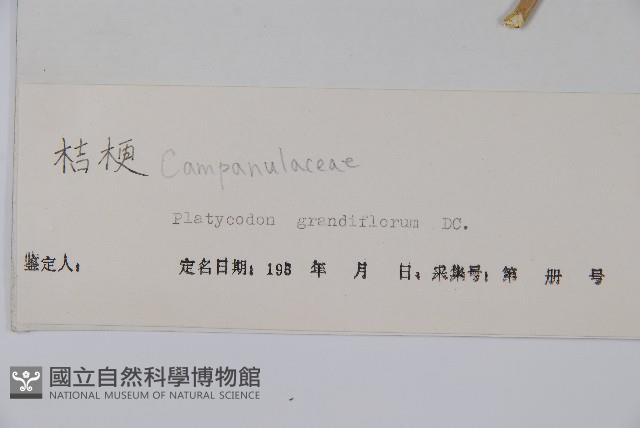 桔梗 Campanulaceae
Platycodon grandiflorum DC.
鉴定人: 定名日期: 195 年 月 日. 采集号: 第 册 号
國立自然科學博物館
NATIONAL MUSEUM OF NATURAL SCIENCE